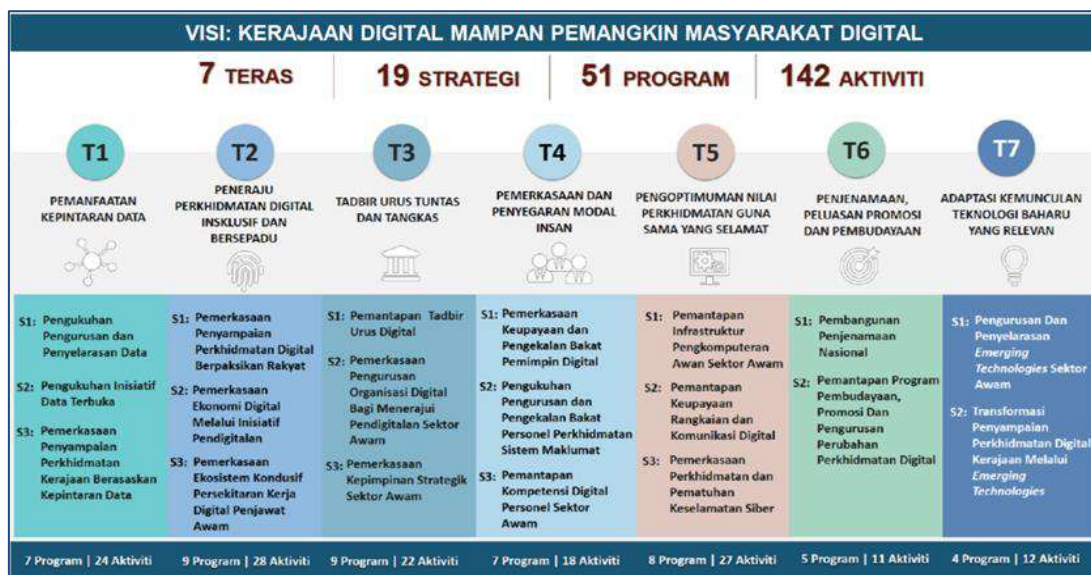 VISI: KERAJAAN DIGITAL MAMPAN PEMANGKIN MASYARAKAT DIGITAL
7 TERAS
19 STRATEGI
51 PROGRAM
142 AKTIVITI
T1
PEMANFAATAN
KEPINTARAN DATA
S1: Pengukuhan
Pengurusan dan
Penyelarasan Data
S2: Pengukuhan Inisiatif
Data Terbuka
S3: Pemerkasaan
Penyampaian
Perkhidmatan
Kerajaan Berasaskan
Kepintaran Data
7 Program | 24 Aktiviti
T2
PENERAJU
PERKHIDMATAN DIGITAL
INSKLUSIF DAN
BERSEPADU
S1: Pemerkasaan
Penyampaian
Perkhidmatan Digital
Berpaksikan Rakyat
S2: Pemerkasaan
Ekonomi Digital
Melalui Inisiatif
Pendigitalan
S3: Pemerkasaan
Ekosistem Kondusif
Persekitaran Kerja
Digital Penjawat
Awam
9 Program | 28 Aktiviti
T3
TADBIR URUS TUNTAS
DAN TANGKAS
S1: Pemantapan Tadbir
Urus Digital
S2: Pemerkasaan
Pengurusan
Organisasi Digital
Bagi Menerajui
Pendigitalan Sektor
Awam
S3: Pemerkasaan
Kepimpinan Strategik
Sektor Awam
9 Program | 22 Aktiviti
T4
PEMERKASAAN DAN
PENYEGARAN MODAL
INSAN
S1: Pemerkasaan
Keupayaan dan
Pengekalan Bakat
Pemimpin Digital
S2: Pengukuhan
Pengurusan dan
Pengekalan Bakat
Personel Perkhidmatan
Sistem Maklumat
S3: Pemantapan
Kompetensi Digital
Personel Sektor
Awam
7 Program | 18 Aktiviti
T5
PENGOPTIMUMAN NILAI
PERKHIDMATAN GUNA
SAMA YANG SELAMAT
S1: Pemantapan
Infrastruktur
Pengkomputeran
Awan Sektor Awam
S2: Pemantapan
Keupayaan
Rangkaian dan
Komunikasi Digital
S3: Pemerkasaan
Perkhidmatan dan
Pematuhan
Keselamatan Siber
8 Program | 27 Aktiviti
T6
PENJENAMAAN,
PELUASAN PROMOSI
DAN PEMBUDAYAAN
S1: Pembangunan
Penjenamaan
Nasional
S2: Pemantapan Program
Pembudayaan,
Promosi Dan
Pengurusan
Perubahan
Perkhidmatan Digital
5 Program | 11 Aktiviti
T7
ADAPTASI KEMUNCULAN
TEKNOLOGI BAHARU
YANG RELEVAN
S1: Pengurusan Dan
Penyelarasan
Emerging
Technologies Sektor
Awam
S2: Transformasi
Penyampaian
Perkhidmatan Digital
Kerajaan Melalui
Emerging
Technologies
4 Program | 12 Aktiviti